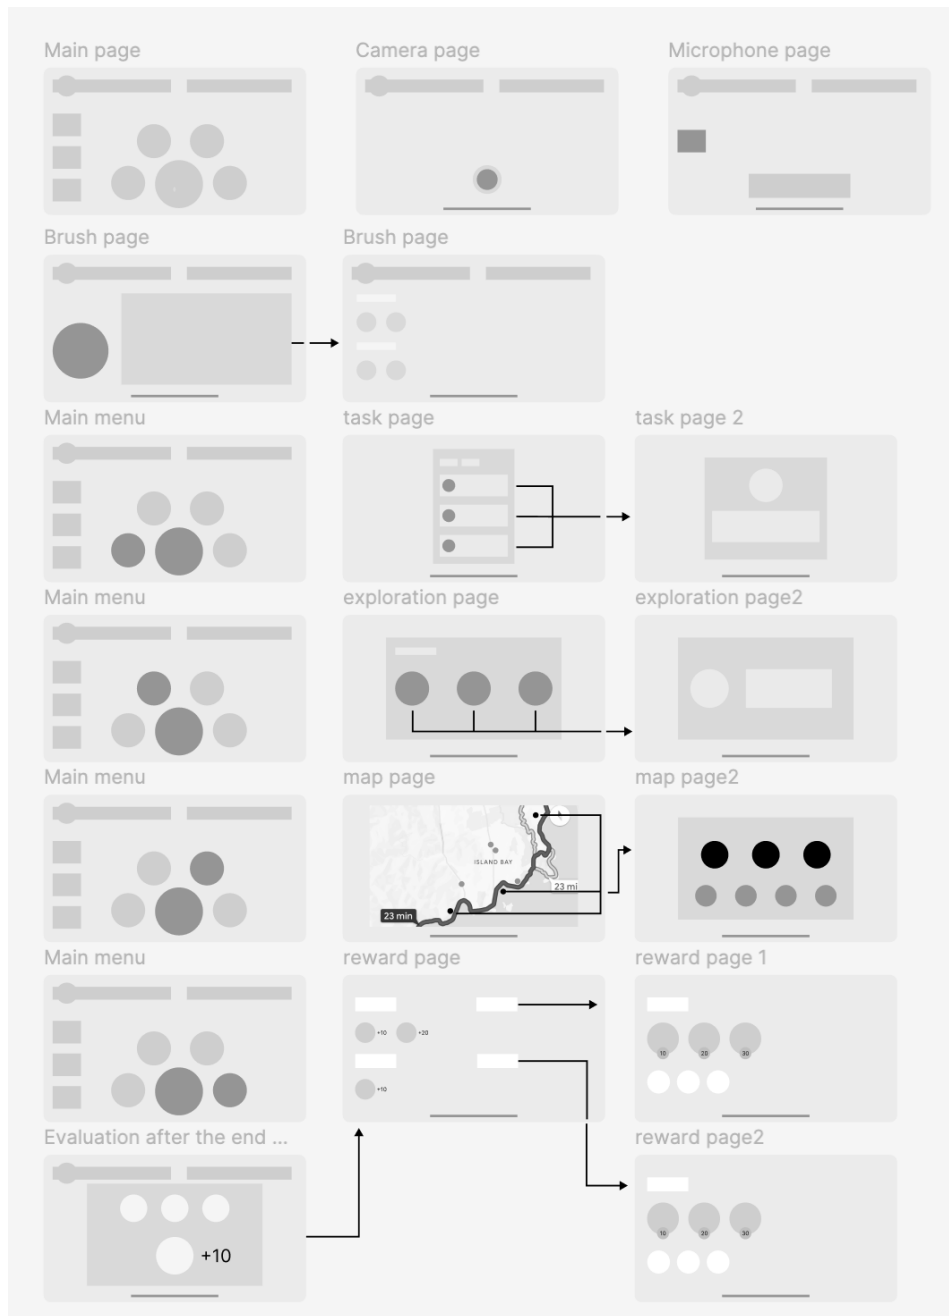 Main page
Camera page
Microphone page
Brush page
Brush page
Main menu
task page
task page 2
Main menu
exploration page
exploration page2
Main menu
map page
map page2
ISLAND BAY
23 mi
23 min
Main menu
reward page
reward page 1
+10
+20
+10
10
20
30
Evaluation after the end ...
reward page2
+10
10
20
30